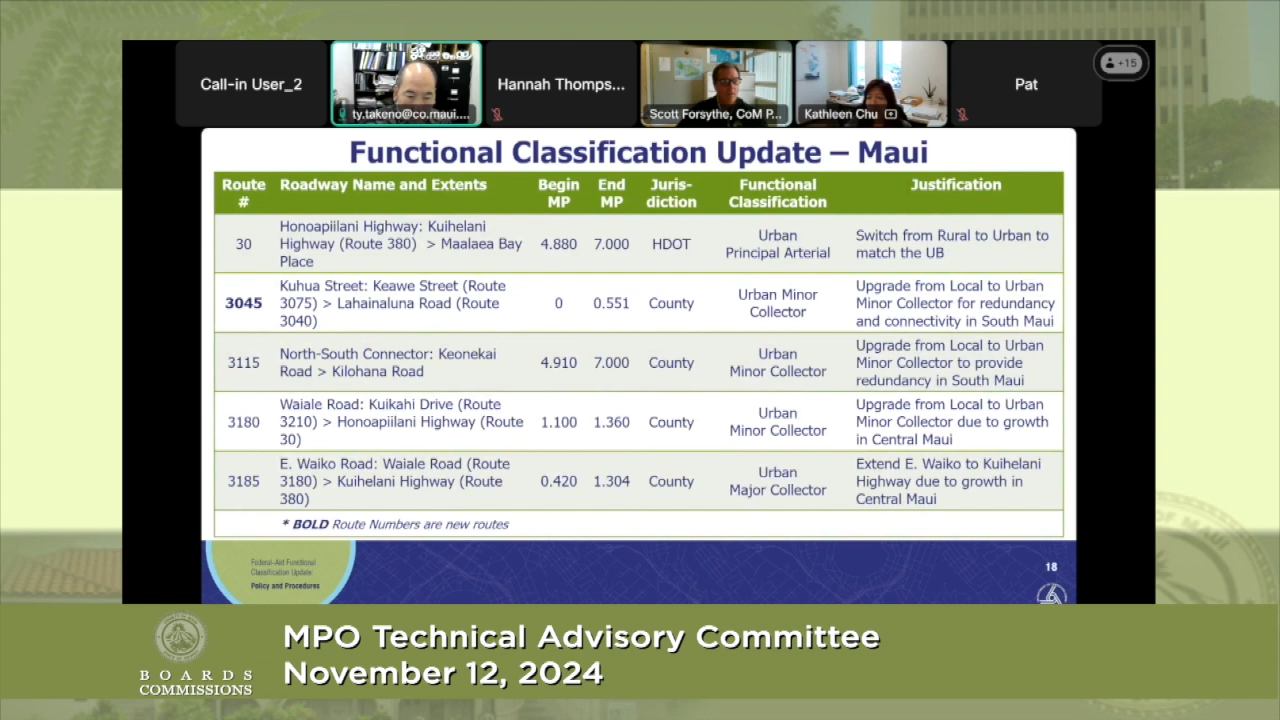 Call-in User_2
ty.takeno@co.maui....
Hannah Thomps...
Scott Forsythe, CoM P...
Kathleen Chu
Pat
+15
Functional Classification Update – Maui
Route # Roadway Name and Extents Begin MP End MP Juris-diction Functional Classification Justification
30 Honoapiilani Highway: Kuihelani Highway (Route 380) > Maalaea Bay Place 4.880 7.000 HDOT Urban Principal Arterial Switch from Rural to Urban to match the UB
3045 Kuhua Street: Keawe Street (Route 3075) > Lahainaluna Road (Route 3040) 0 0.551 County Urban Minor Collector Upgrade from Local to Urban Minor Collector for redundancy and connectivity in South Maui
3115 North-South Connector: Keonekai Road > Kilohana Road 4.910 7.000 County Urban Minor Collector Upgrade from Local to Urban Minor Collector to provide redundancy in South Maui
3180 Waiale Road: Kuikahi Drive (Route 3210) > Honoapiilani Highway (Route 30) 1.100 1.360 County Urban Minor Collector Upgrade from Local to Urban Minor Collector due to growth in Central Maui
3185 E. Waiko Road: Waiale Road (Route 3180) > Kuihelani Highway (Route 380) 0.420 1.304 County Urban Major Collector Extend E. Waiko to Kuihelani Highway due to growth in Central Maui
* BOLD Route Numbers are new routes
Federal-Aid Functional
Classification Update:
Policy and Procedures
18
BOARDS
COMMISSIONS
MPO Technical Advisory Committee
November 12, 2024